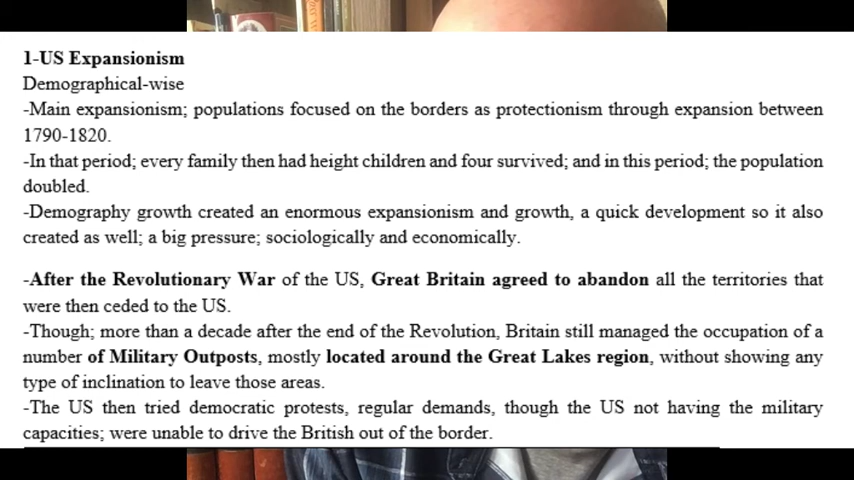 1-US Expansionism
Demographical-wise
-Main expansionism; populations focused on the borders as protectionism through expansion between
1790-1820.
-In that period; every family then had height children and four survived; and in this period; the population
doubled.
-Demography growth created an enormous expansionism and growth, a quick development so it also
created as well; a big pressure; sociologically and economically.
-After the Revolutionary War of the US, Great Britain agreed to abandon all the territories that
were then ceded to the US.
-Though; more than a decade after the end of the Revolution, Britain still managed the occupation of a
number of Military Outposts, mostly located around the Great Lakes region, without showing any
type of inclination to leave those areas.
-The US then tried democratic protests, regular demands, though the US not having the military
capacities; were unable to drive the British out of the border.